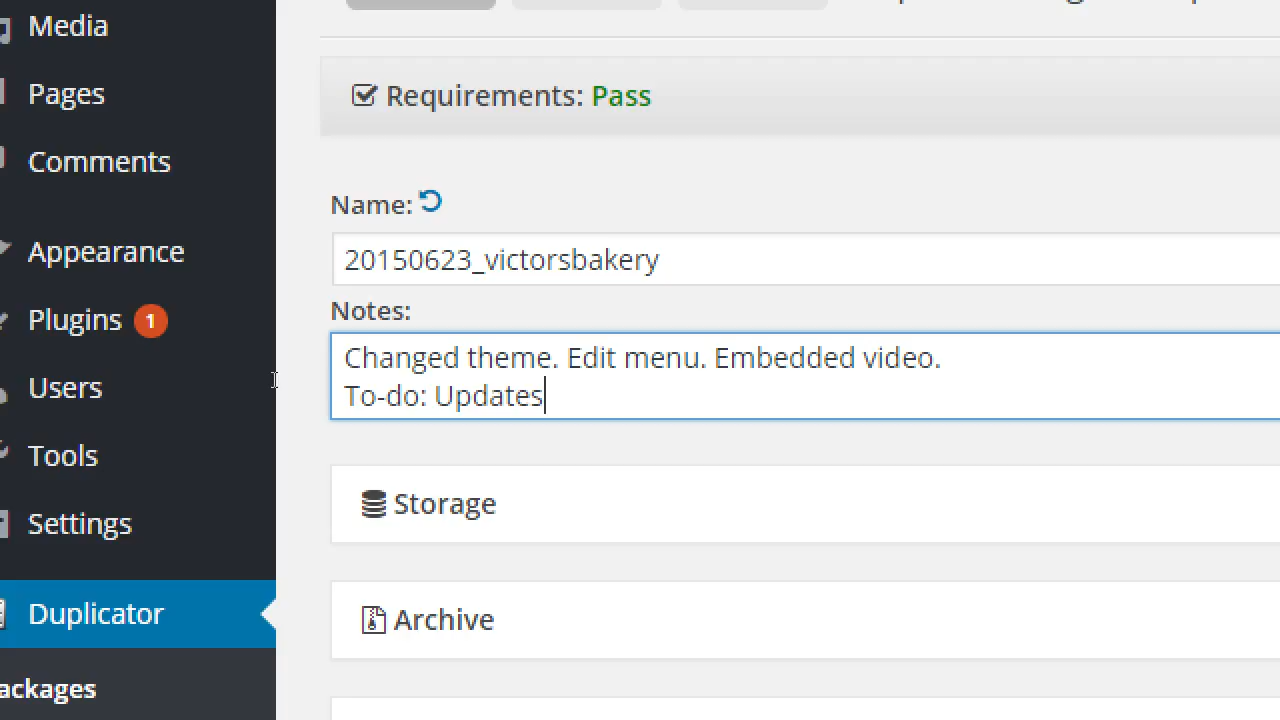 Media
Pages
Comments
Appearance
Plugins 1
Users
Tools
Settings
Duplicator
ackages
Requirements: Pass
Name:
20150623_victorsbakery
Notes:
Changed theme. Edit menu. Embedded video.
To-do: Updates
Storage
Archive